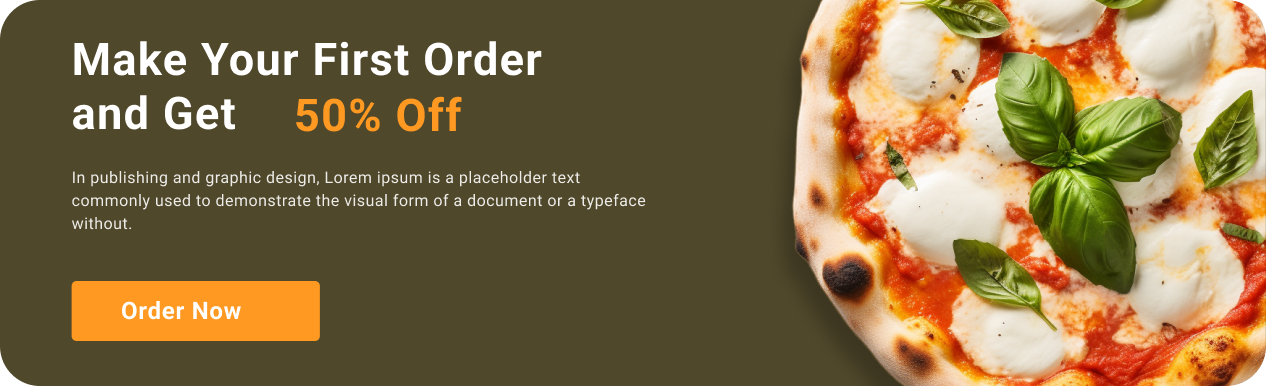 Make Your First Order
and Get 50% Off
In publishing and graphic design, Lorem ipsum is a placeholder text
commonly used to demonstrate the visual form of a document or a typeface
without.
Order Now